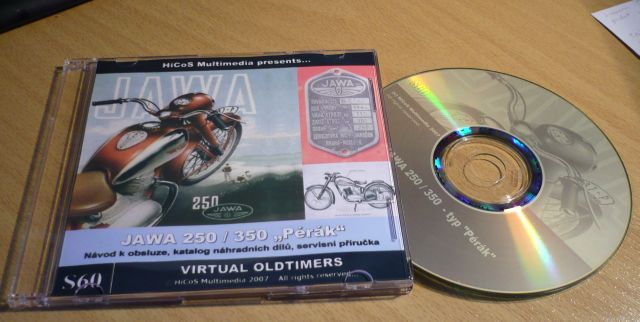 HiCoS Multimedia presents...
JAWA
JAWA
250
JAWA
JAWA 250 / 350 „Pérák“
Návod k obsluze, katalog náhradních dílů, servisní příručka
S60
VIRTUAL OLDTIMERS
© HiCoS Multimedia 2007 All rights reserved...
JAWA 250 / 350 - typ "Pérák"